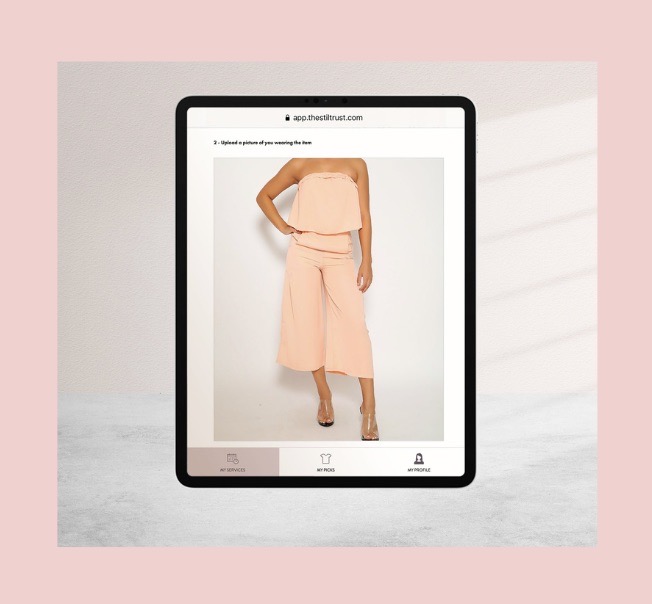 app.thestiltrust.com
2 - Upload a picture of you wearing the item
MY SERVICES
MY PICKS
MY PROFILE